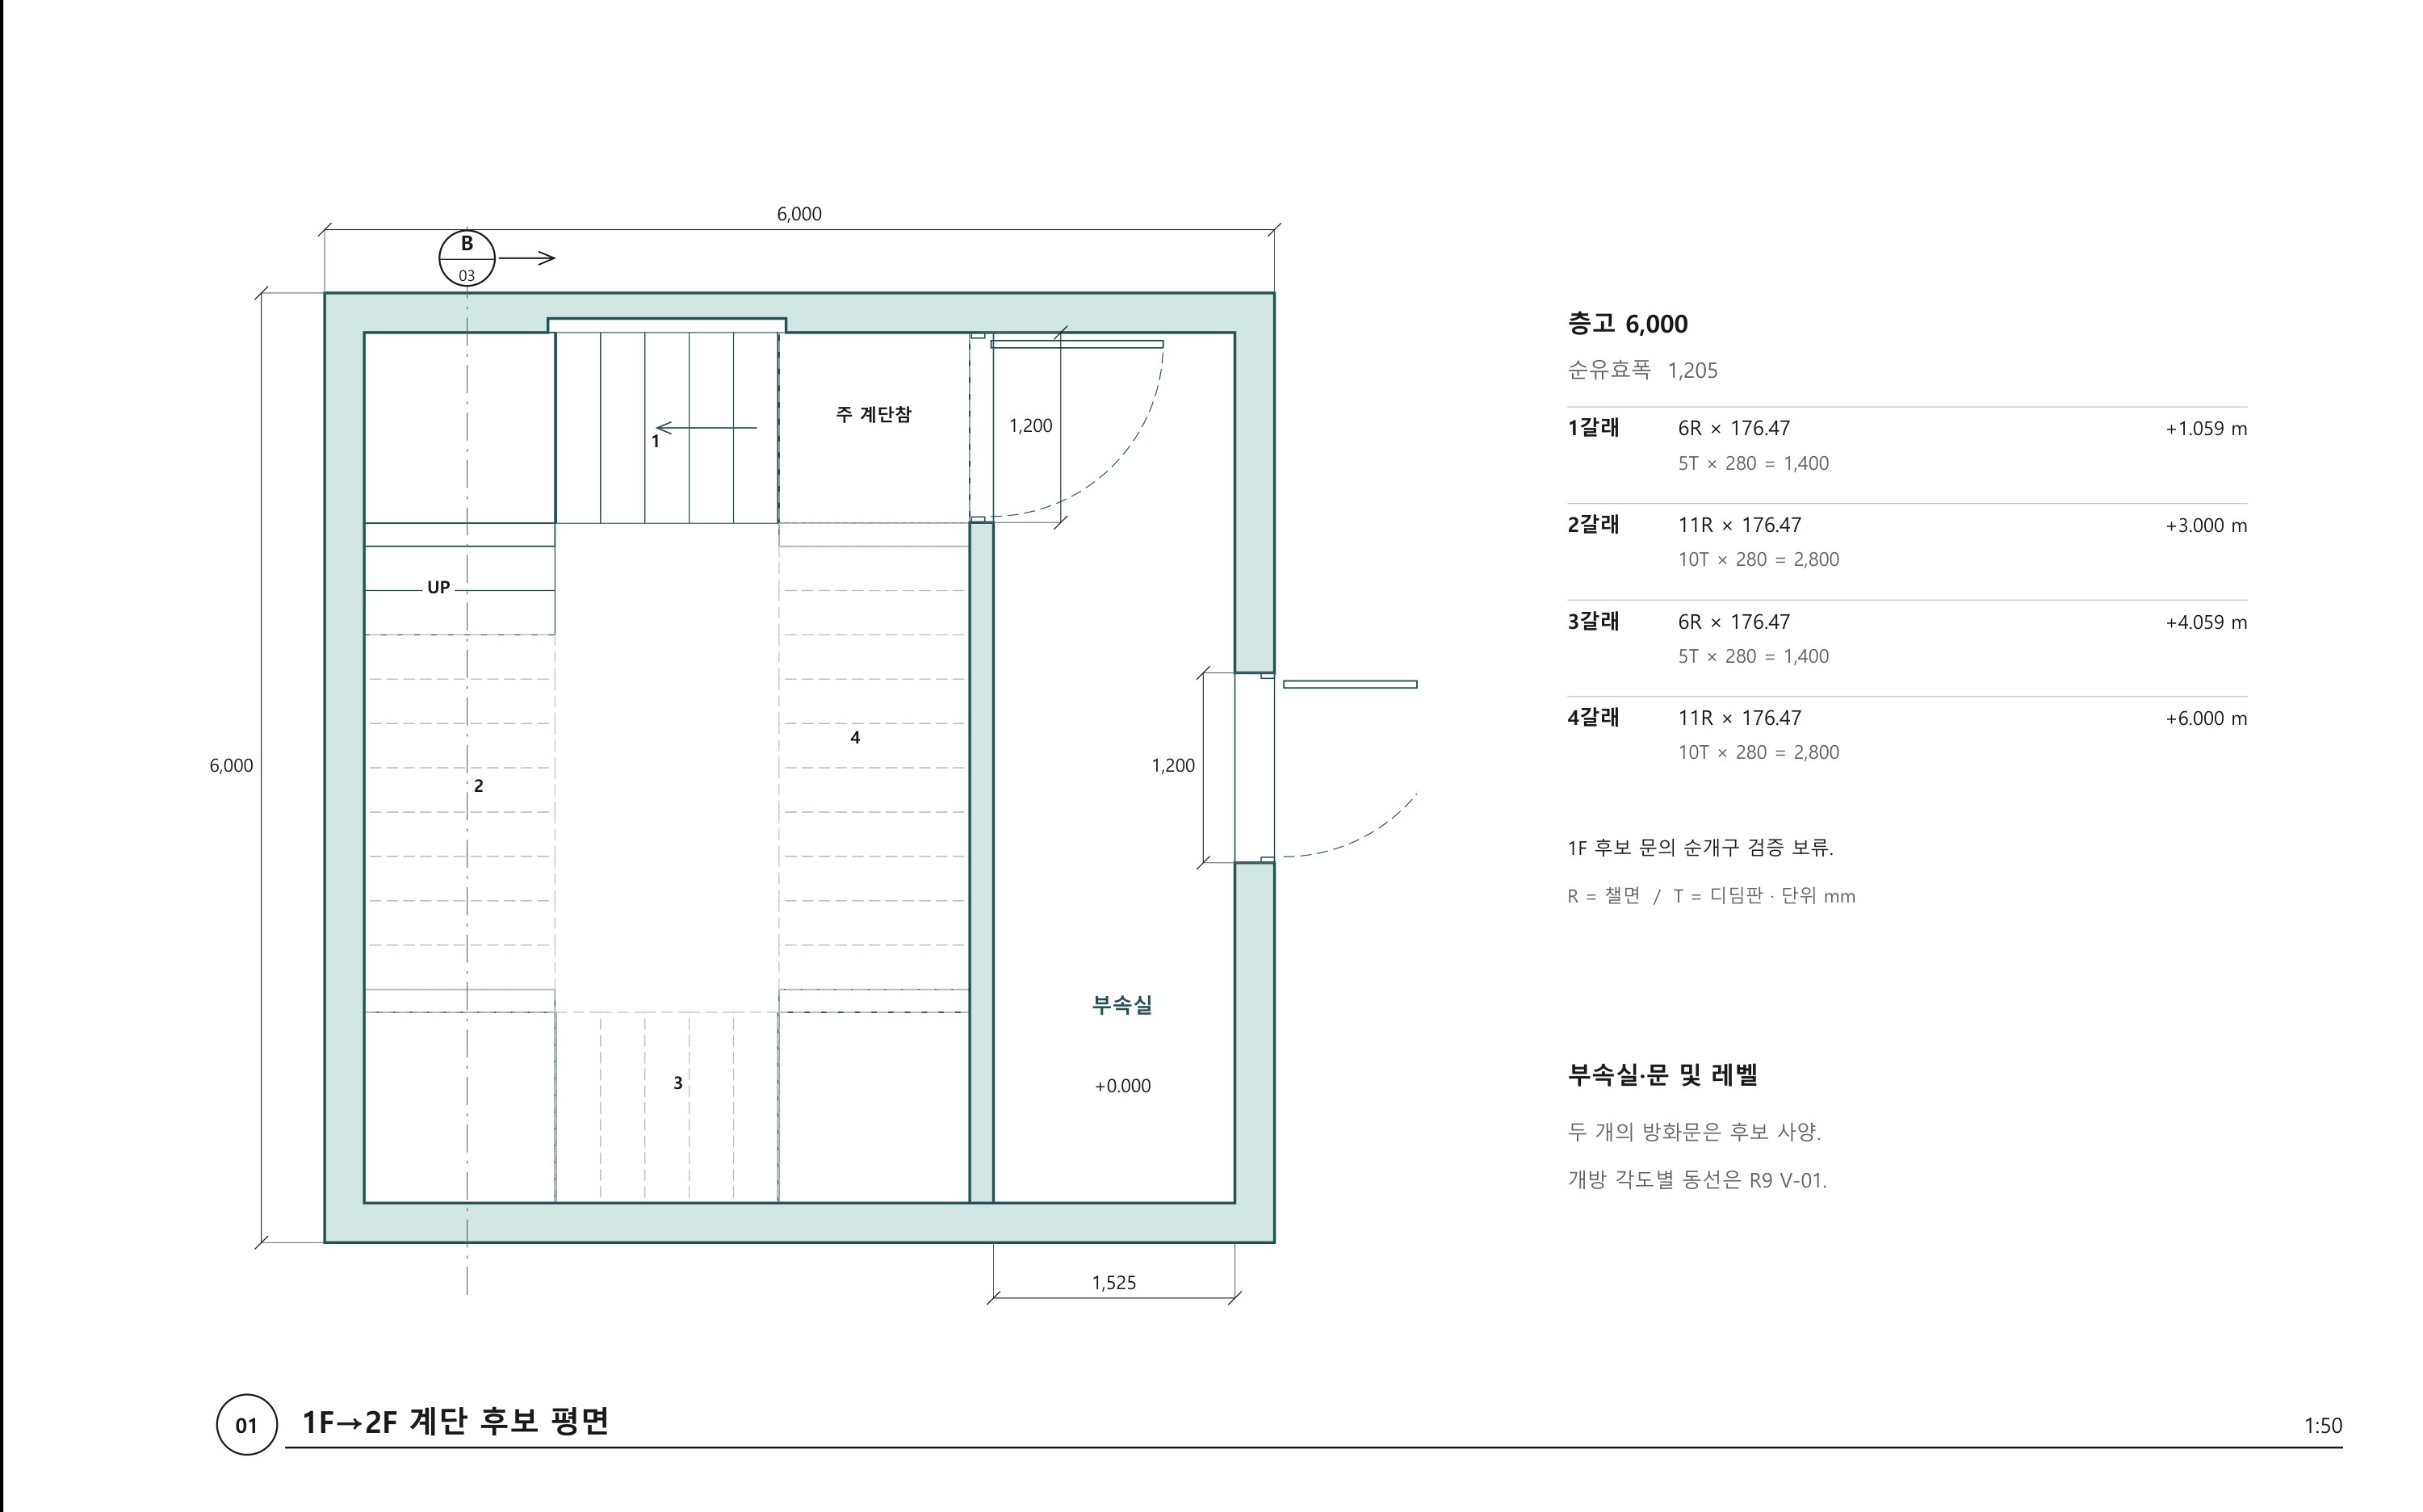 6,000
B
03
주 계단참
1,200
1
UP
6,000
4
2
1,200
부속실
3
+0.000
1,525
층고 6,000
순유효폭 1,205
1갈래 6R × 176.47 +1.059 m
5T × 280 = 1,400
2갈래 11R × 176.47 +3.000 m
10T × 280 = 2,800
3갈래 6R × 176.47 +4.059 m
5T × 280 = 1,400
4갈래 11R × 176.47 +6.000 m
10T × 280 = 2,800
1F 후보 문의 순개구 검증 보류.
R = 챌면 / T = 디딤판 · 단위 mm
부속실·문 및 레벨
두 개의 방화문은 후보 사양.
개방 각도별 동선은 R9 V-01.
01 1F→2F 계단 후보 평면 1:50